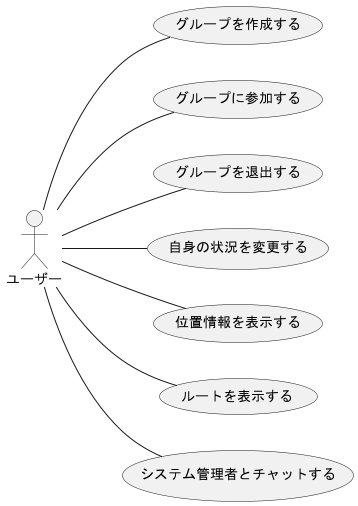 グループを作成する
グループに参加する
グループを退出する
自身の状況を変更する
ユーザー
位置情報を表示する
ルートを表示する
システム管理者とチャットする